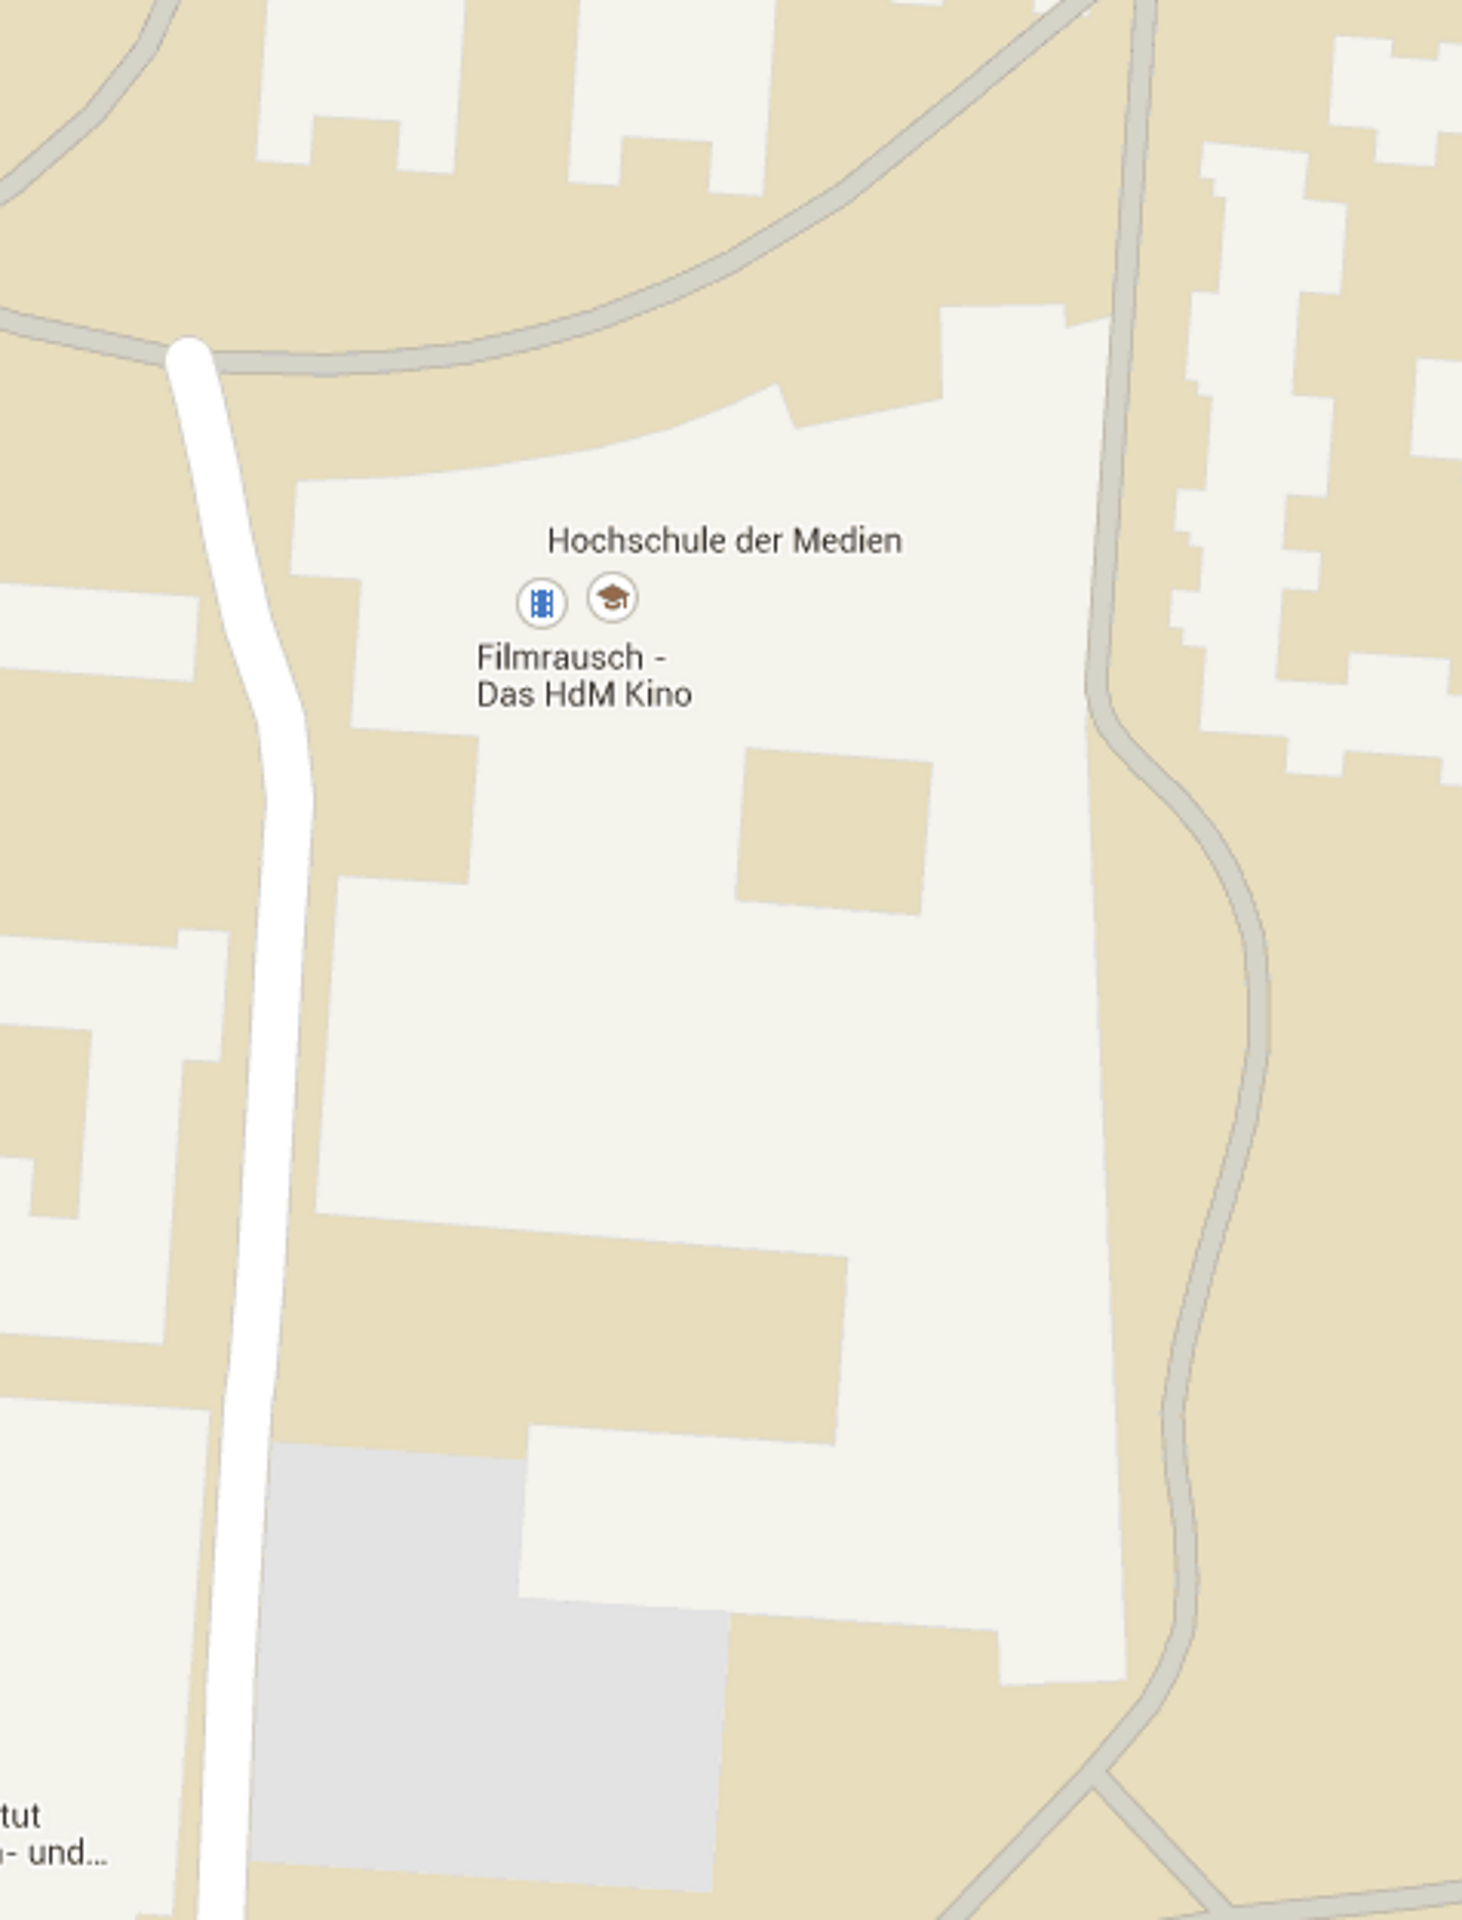 Hochschule der Medien
Filmrausch -
Das HdM Kino
tut
- und...